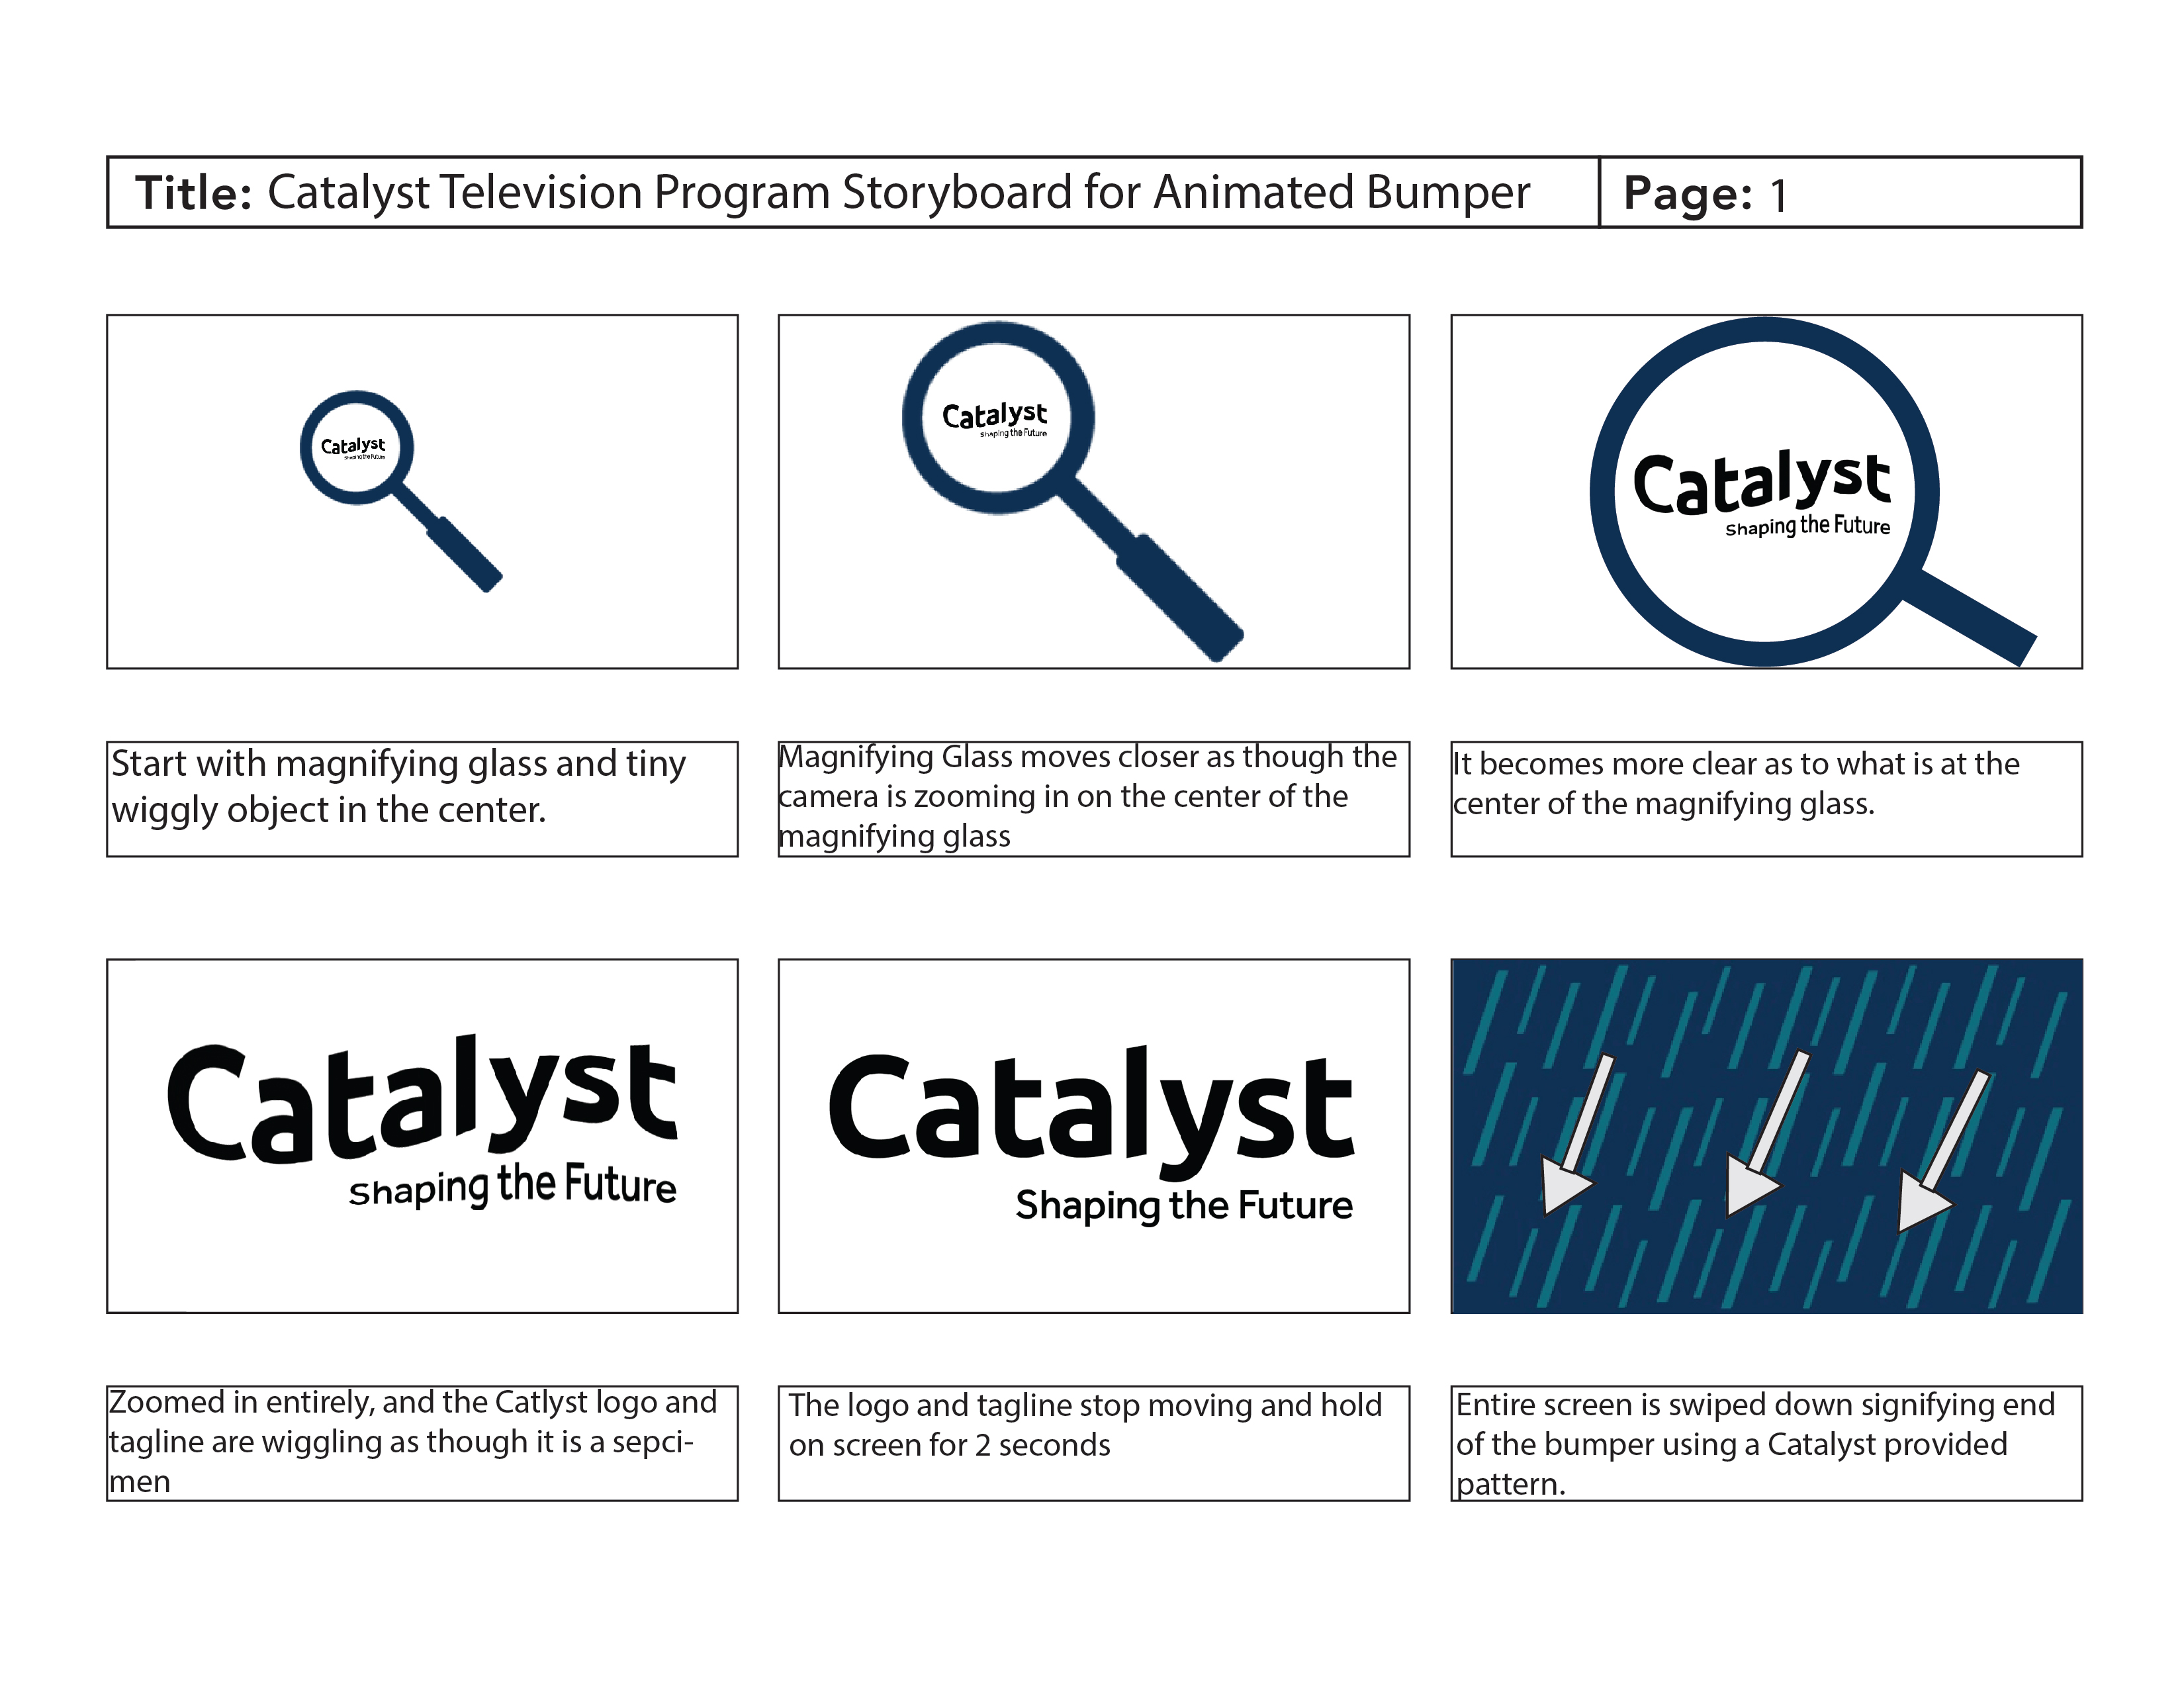 Title: Catalyst Television Program Storyboard for Animated Bumper
Page: 1
Catalyst
Shaping the Future
Catalyst
Shaping the Future
Catalyst
Shaping the Future
Start with magnifying glass and tiny
wiggly object in the center.
Magnifying Glass moves closer as though the
camera is zooming in on the center of the
magnifying glass
It becomes more clear as to what is at the
center of the magnifying glass.
Catalyst
Shaping the Future
Catalyst
Shaping the Future
Zoomed in entirely, and the Catlyst logo and
tagline are wiggling as though it is a sepci-
men
The logo and tagline stop moving and hold
on screen for 2 seconds
Entire screen is swiped down signifying end
of the bumper using a Catalyst provided
pattern.